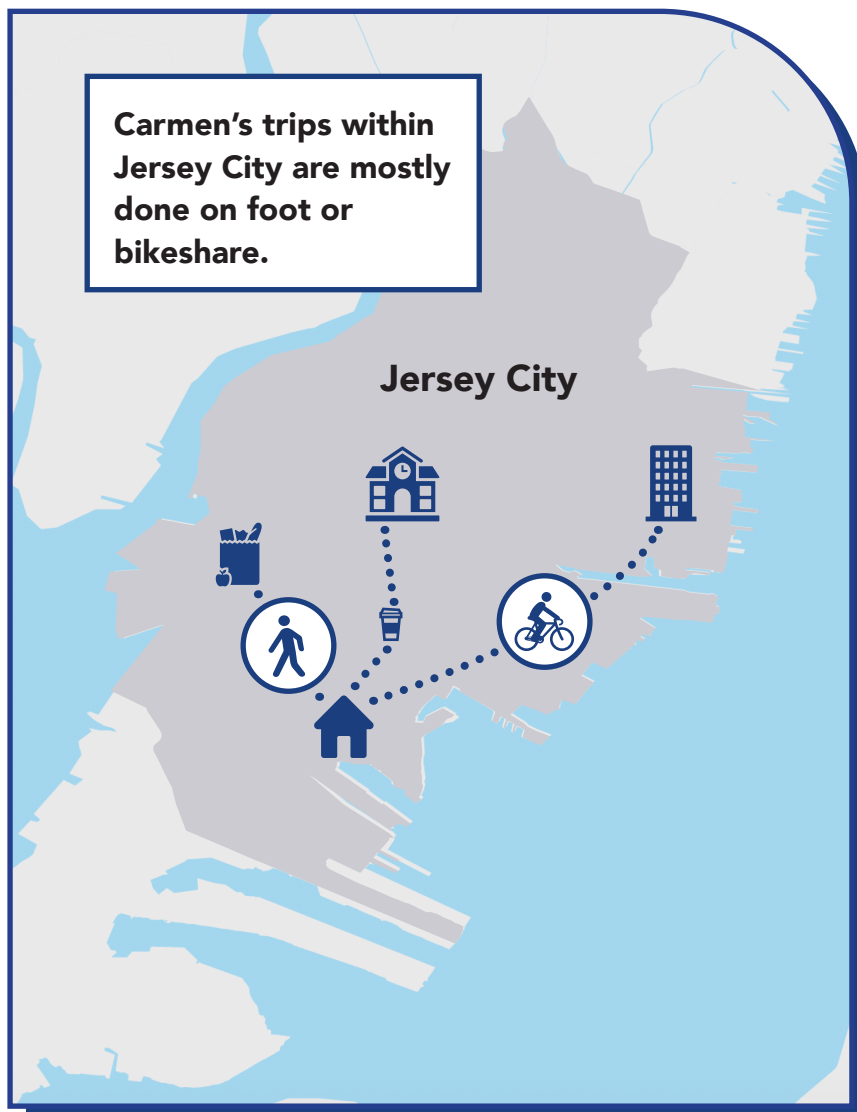 Carmen’s trips within
Jersey City are mostly
done on foot or
bikeshare.
Jersey City